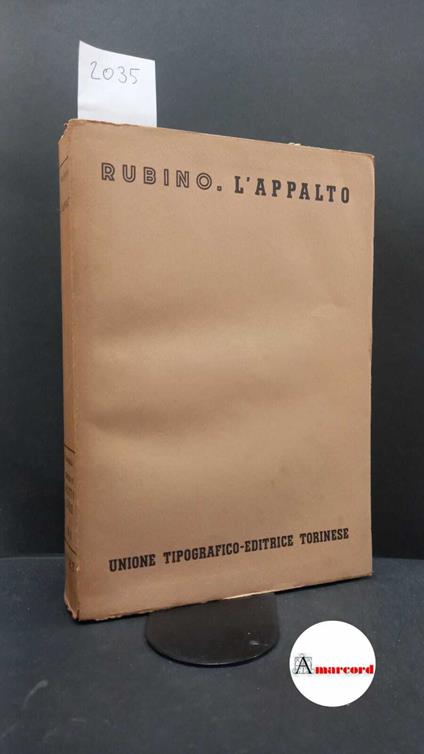 2035
RUBINO. L'APPALTO
UNIONE TIPOGRAFICO-EDITRICE TORINESE
Amarcord